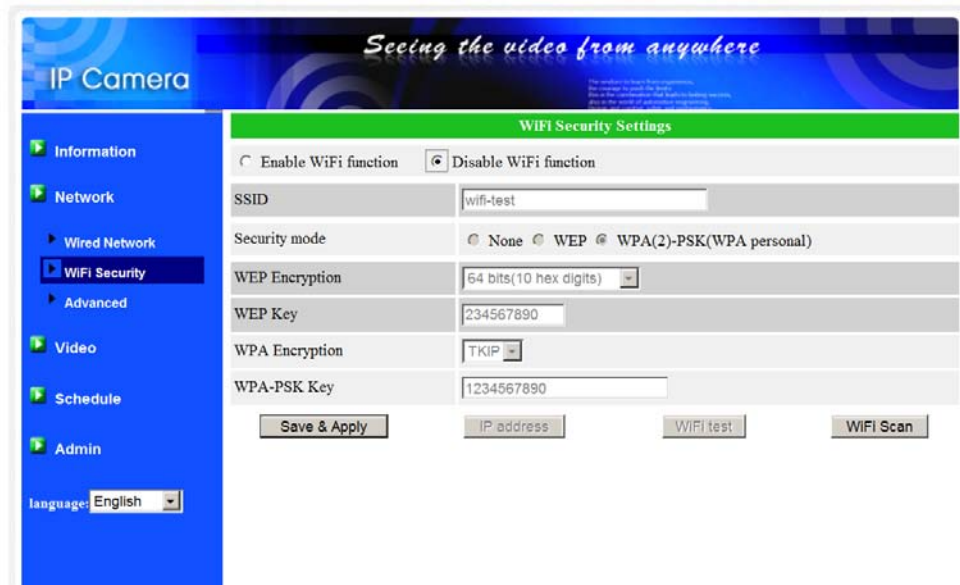 Seeing the video from anywhere
IP Camera
WiFi Security Settings
Information
Network
Wired Network
WiFi Security
Advanced
Video
Schedule
Admin
language: English
Enable WiFi function Disable WiFi function
SSID wifi-test
Security mode None WEP WPA(2)-PSK(WPA personal)
WEP Encryption 64 bits(10 hex digits)
WEP Key 234567890
WPA Encryption TKIP
WPA-PSK Key 1234567890
Save & Apply IP address WiFi test WiFi Scan